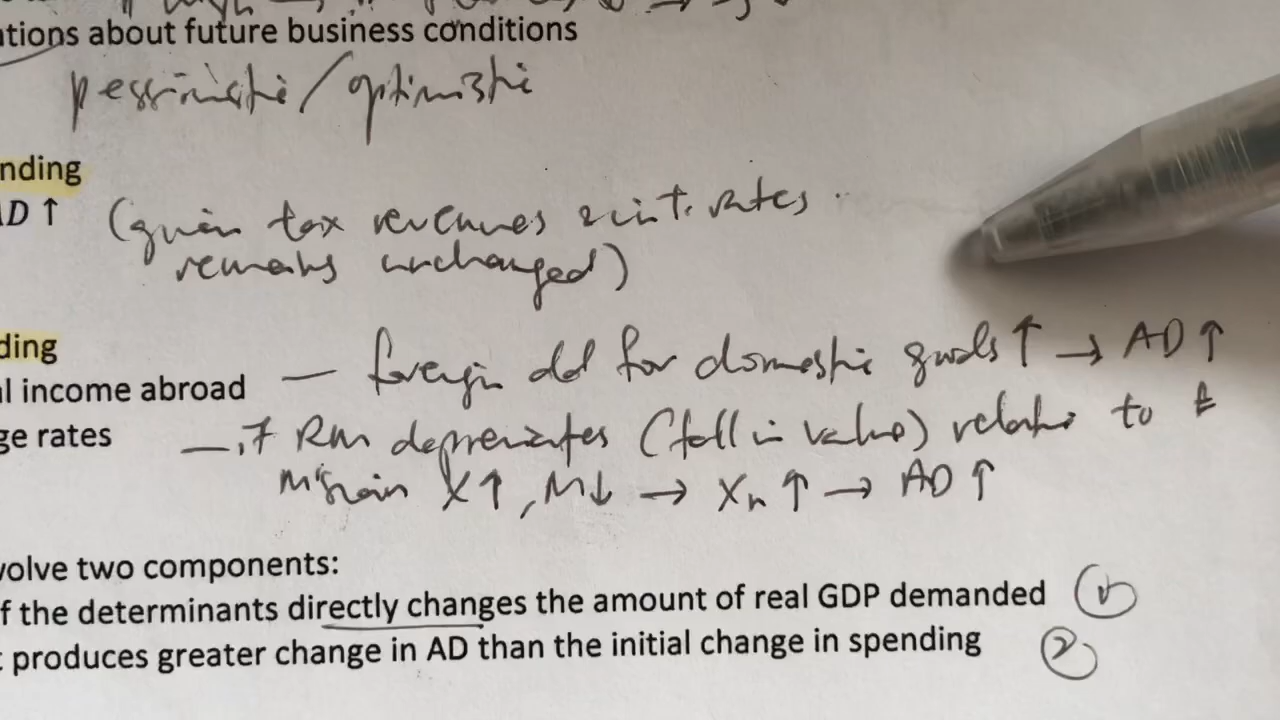 ations about future business conditions
pessimistic/optimistic
nding
AD ↑ (given tax revenues & int. rates
remains unchanged)
ding — foreign dd for domestic goods ↑ → AD ↑
l income abroad
ge rates — if RM depreciates (fall in value) relative to £
M'sian X↑, M↓ → Xn ↑ → AD ↑
volve two components:
f the determinants directly changes the amount of real GDP demanded ①
t produces greater change in AD than the initial change in spending ②